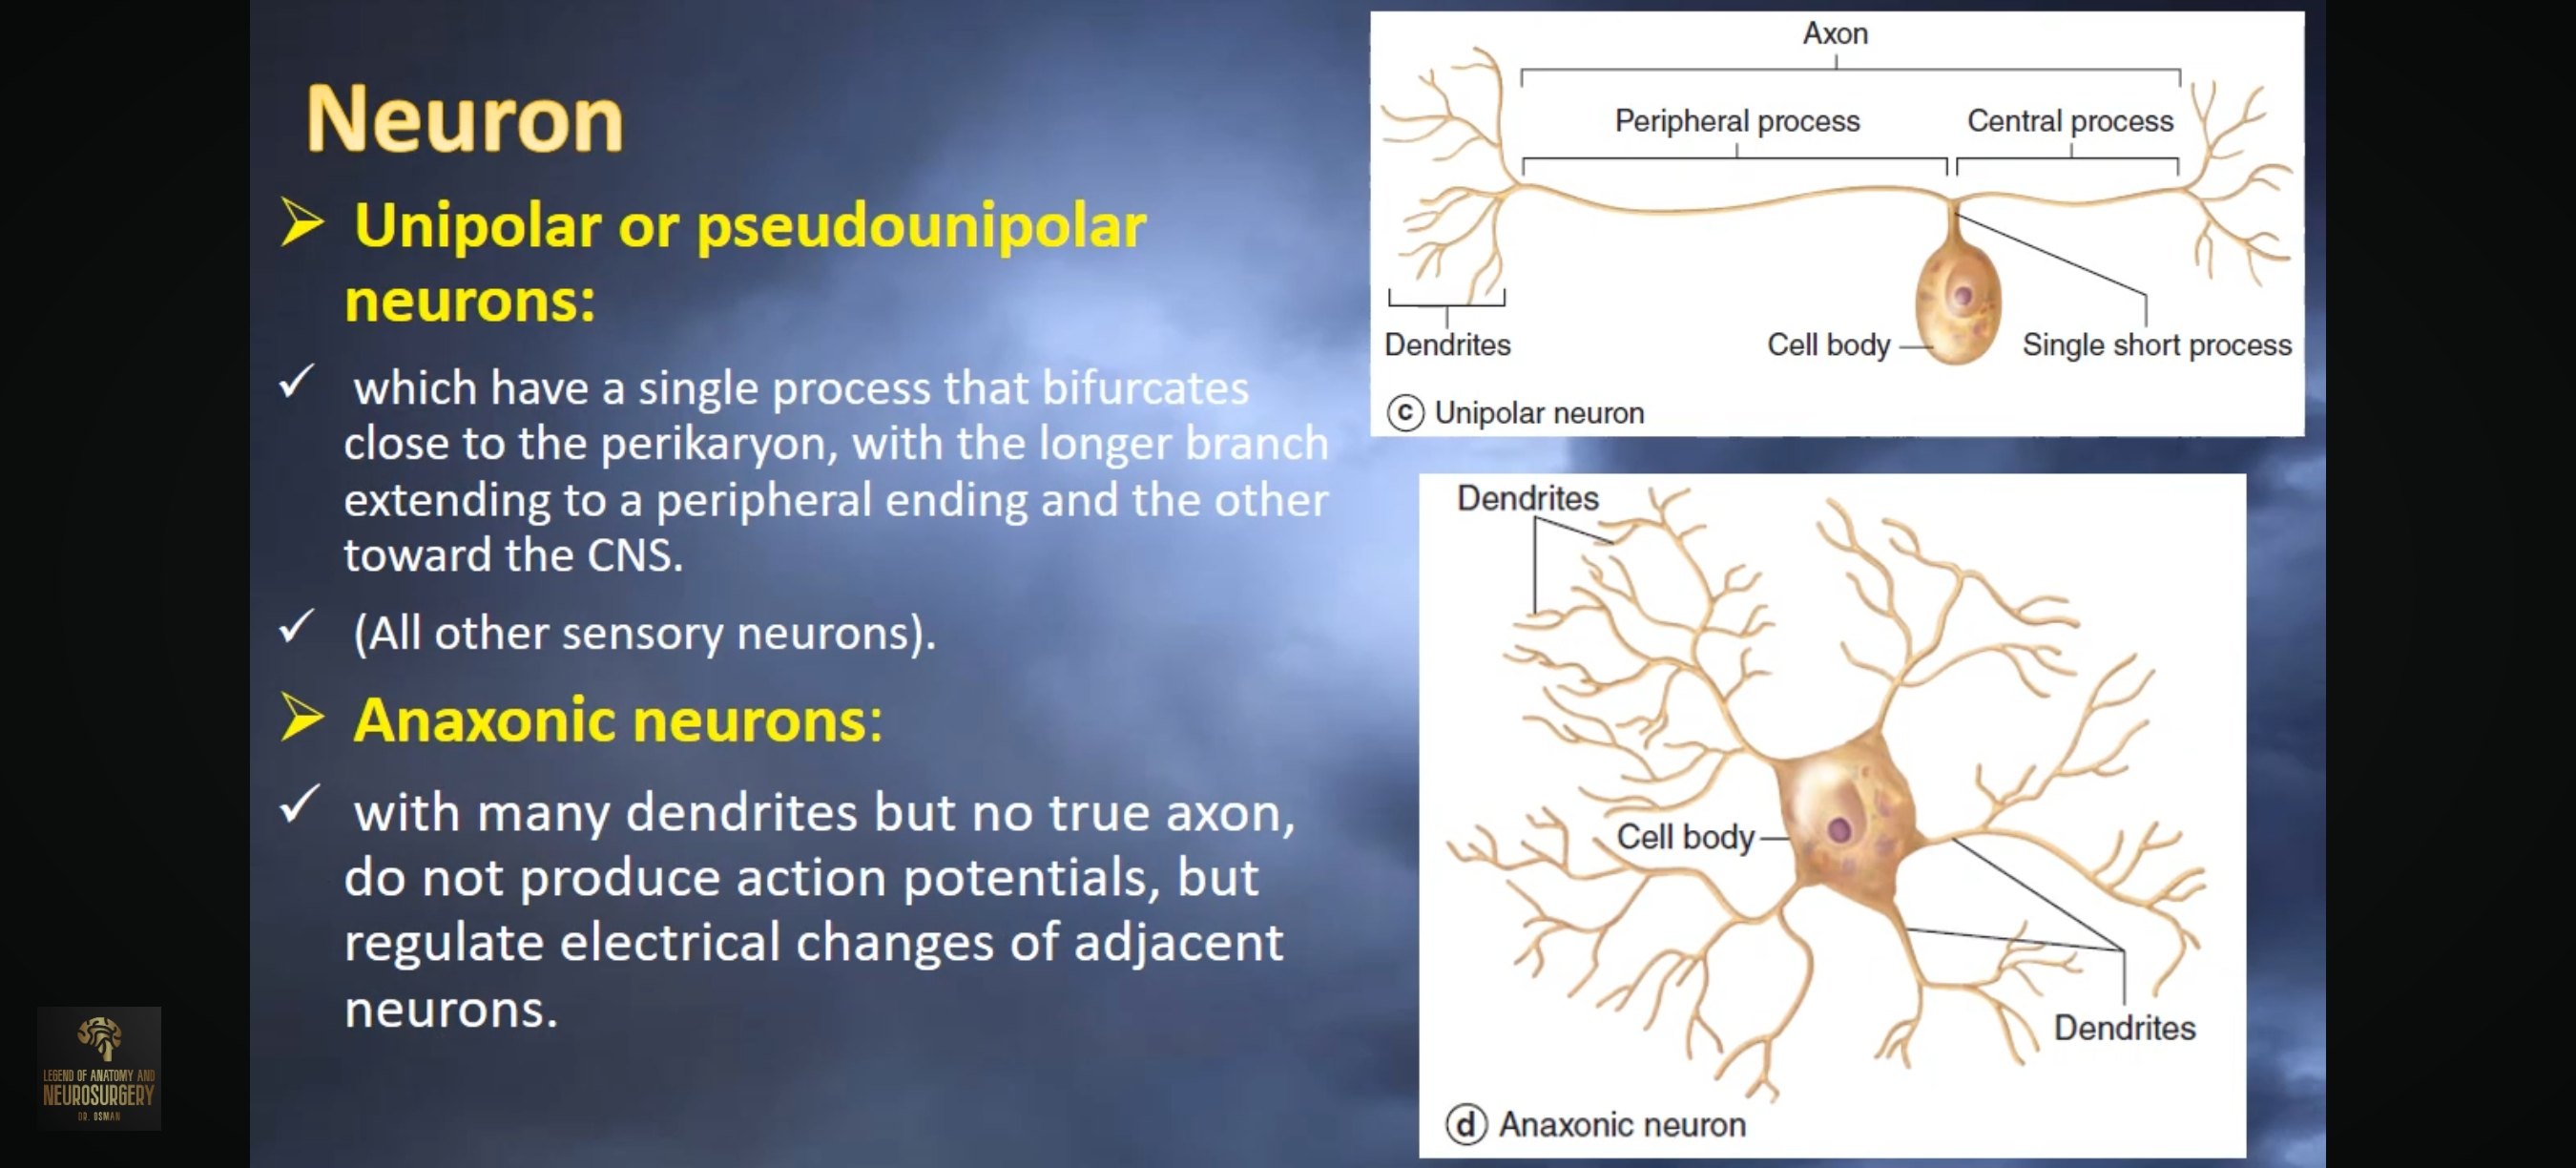 Neuron
➢ Unipolar or pseudounipolar
neurons:
✓ which have a single process that bifurcates
close to the perikaryon, with the longer branch
extending to a peripheral ending and the other
toward the CNS.
✓ (All other sensory neurons).
➢ Anaxonic neurons:
✓ with many dendrites but no true axon,
do not produce action potentials, but
regulate electrical changes of adjacent
neurons.
Axon
Peripheral process
Central process
Dendrites
Cell body
Single short process
c Unipolar neuron
Dendrites
Cell body
Dendrites
d Anaxonic neuron
LEGEND OF ANATOMY AND
NEUROSURGERY
DR. OSMAN